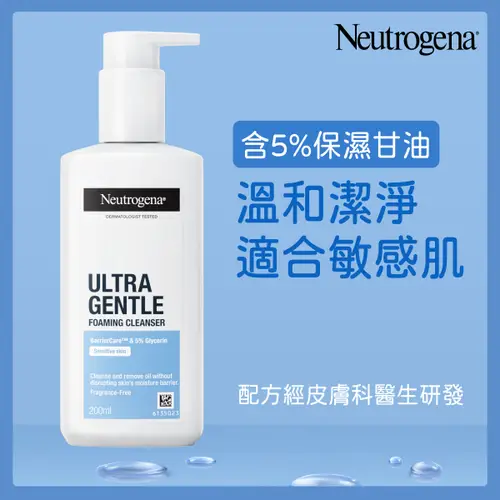 Neutrogena®
含5%保濕甘油
溫和潔淨
適合敏感肌
配方經皮膚科醫生研發
Neutrogena®
DERMATOLOGIST TESTED
ULTRA
GENTLE
FOAMING CLEANSER
BarrierCare™ & 5% Glycerin
Sensitive skin
Cleanse and remove oil without
disrupting skin's moisture barrier
Fragrance-Free
200ml